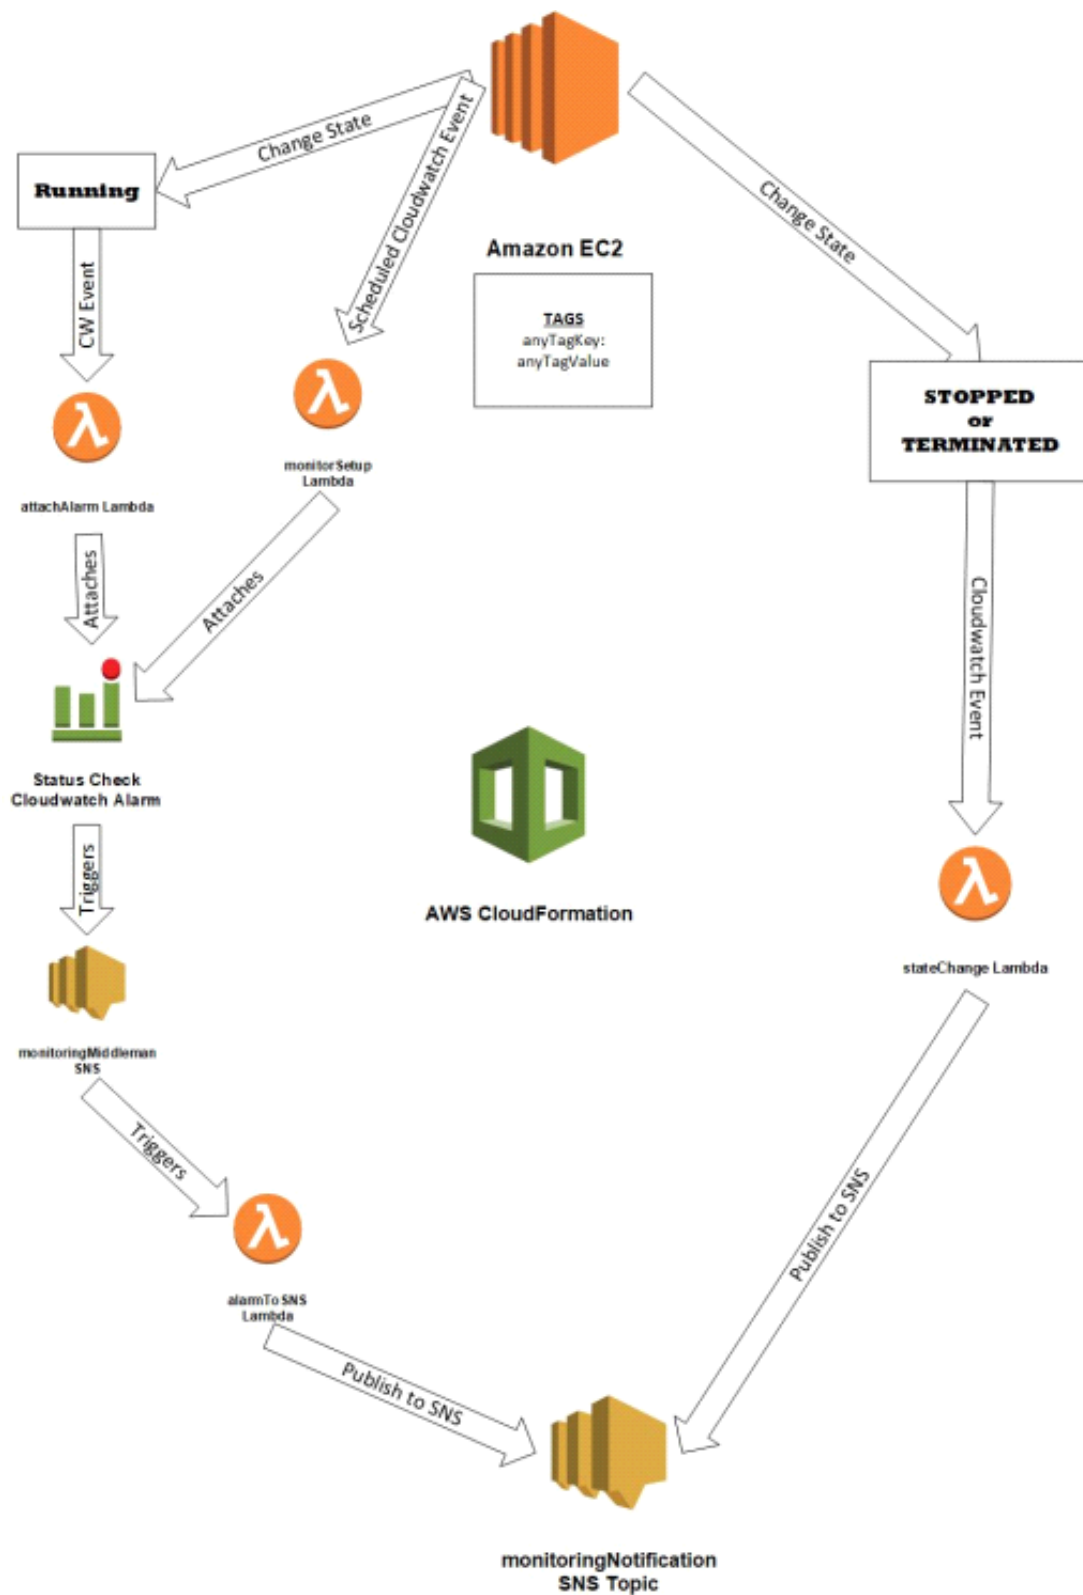 Change State
Running
Scheduled Cloudwatch Event
Change State
Amazon EC2
TAGS
anyTagKey:
anyTagValue
CW Event
STOPPED
or
TERMINATED
monitorSetup
Lambda
attachAlarm Lambda
Attaches
Attaches
Cloudwatch Event
Status Check
Cloudwatch Alarm
Triggers
AWS CloudFormation
stateChange Lambda
monitoringMiddleman
SNS
Triggers
Publish to SNS
alarmToSNS
Lambda
Publish to SNS
monitoringNotification
SNS Topic